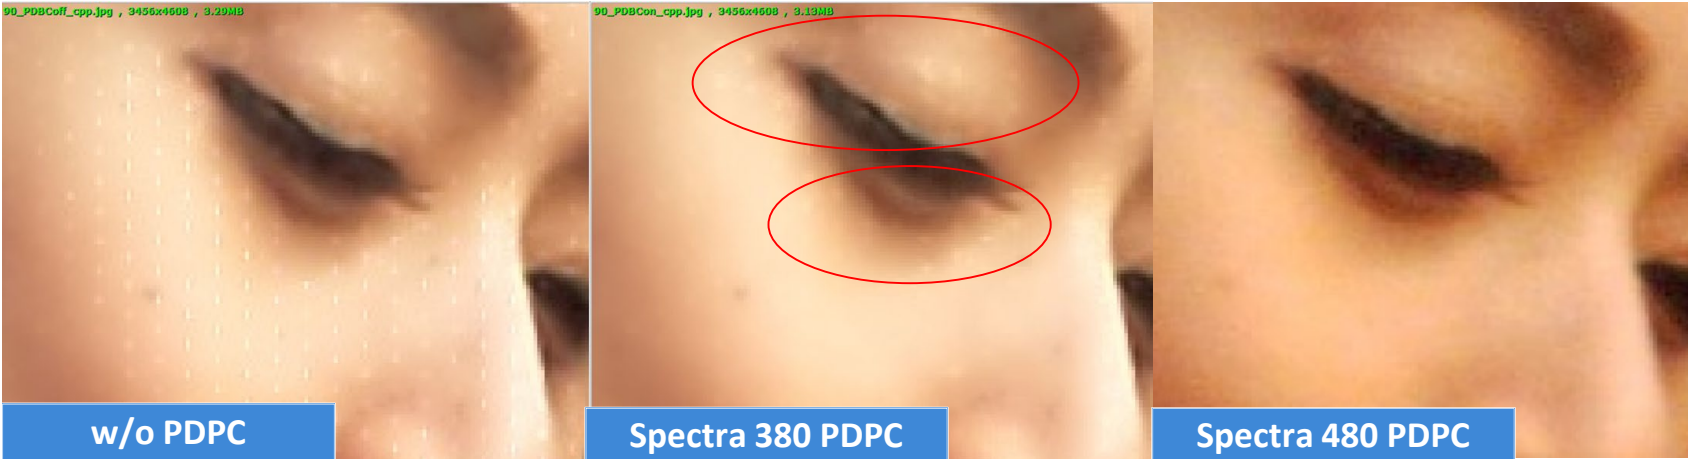 90_PDBCoff_cpp.jpg , 3456x4608 , 3.29MB
90_PDBCon_cpp.jpg , 3456x4608 , 3.13MB
w/o PDPC
Spectra 380 PDPC
Spectra 480 PDPC